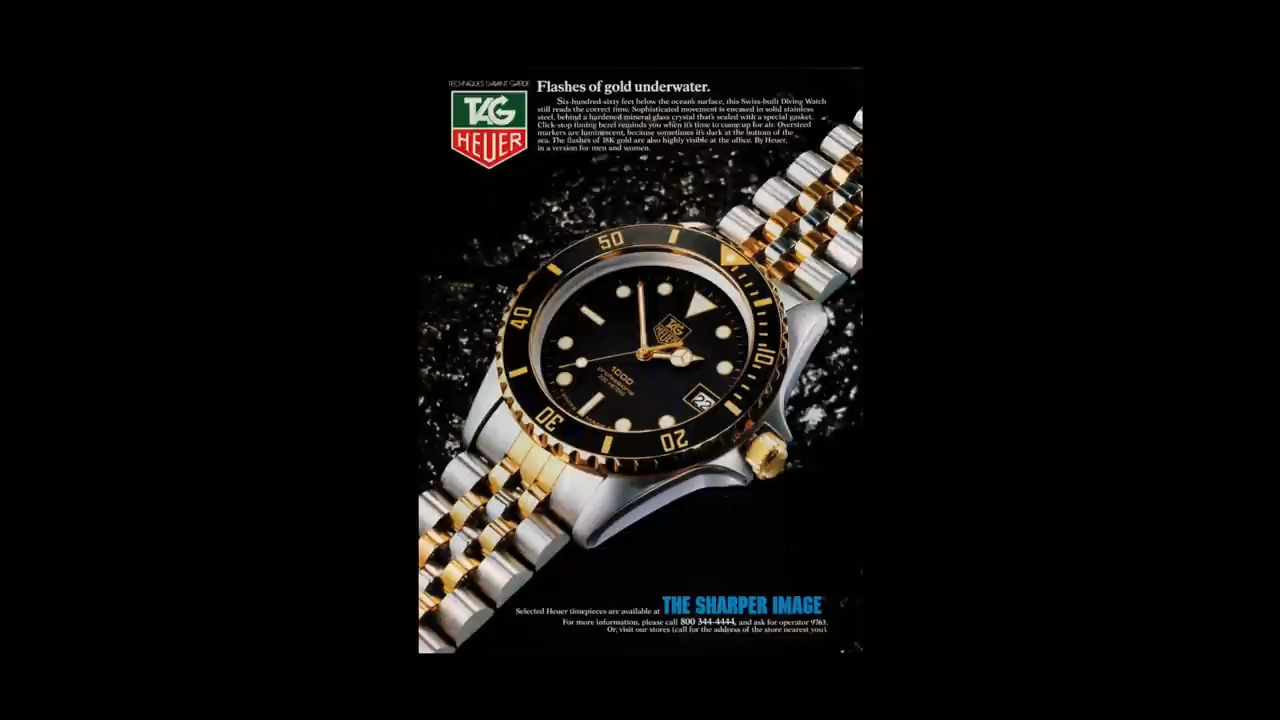 TECHNIQUES D'AVANT GARDE
TAG
HEUER
Flashes of gold underwater.
Six-hundred-sixty feet below the ocean's surface, this Swiss-built Diving Watch
still reads the correct time. Sophisticated movement is encased in solid stainless
steel, behind a hardened mineral glass crystal that's sealed with a special gasket.
Click-stop timing bezel reminds you when it's time to come up for air. Oversized
markers are luminescent, because sometimes it's dark at the bottom of the
sea. The flashes of 18K gold are also highly visible at the office. By Heuer,
in a version for men and women.
50
40
10
30
20
TAG
HEUER
1000
professional
200 meters
22
Selected Heuer timepieces are available at THE SHARPER IMAGE
For more information, please call 800 344-4444, and ask for operator 9763.
Or, visit our stores (call for the address of the store nearest you).